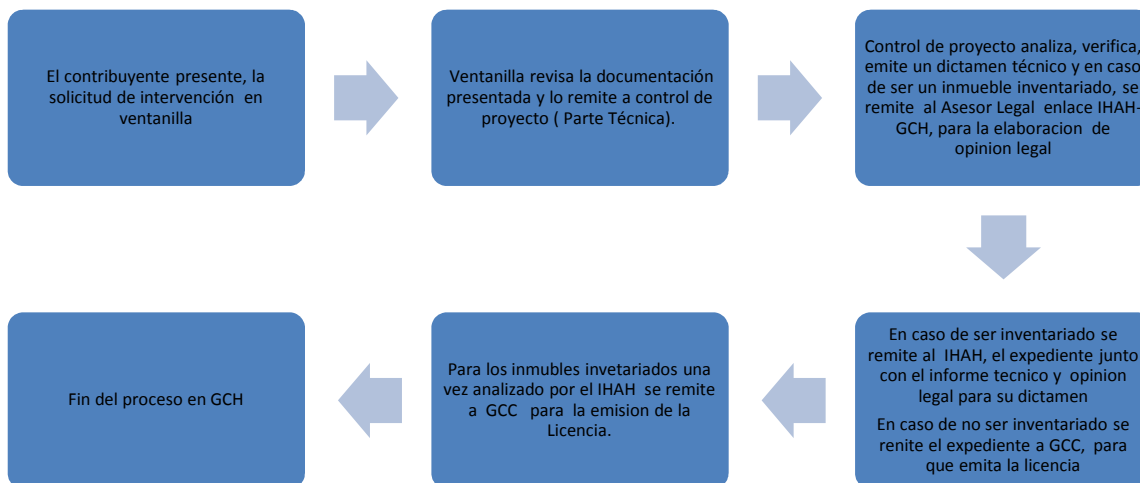 El contribuyente presente, la
solicitud de intervención en
ventanilla
Ventanilla revisa la documentación
presentada y lo remite a control de
proyecto ( Parte Técnica).
Control de proyecto analiza, verifica,
emite un dictamen técnico y en caso
de ser un inmueble inventariado, se
remite al Asesor Legal enlace IHAH-
GCH, para la elaboracion de
opinion legal
En caso de ser inventariado se
remite al IHAH, el expediente junto
con el informe tecnico y opinion
legal para su dictamen
En caso de no ser inventariado se
renite el expediente a GCC, para
que emita la licencia
Para los inmubles invetariados una
vez analizado por el IHAH se remite
a GCC para la emision de la
Licencia.
Fin del proceso en GCH